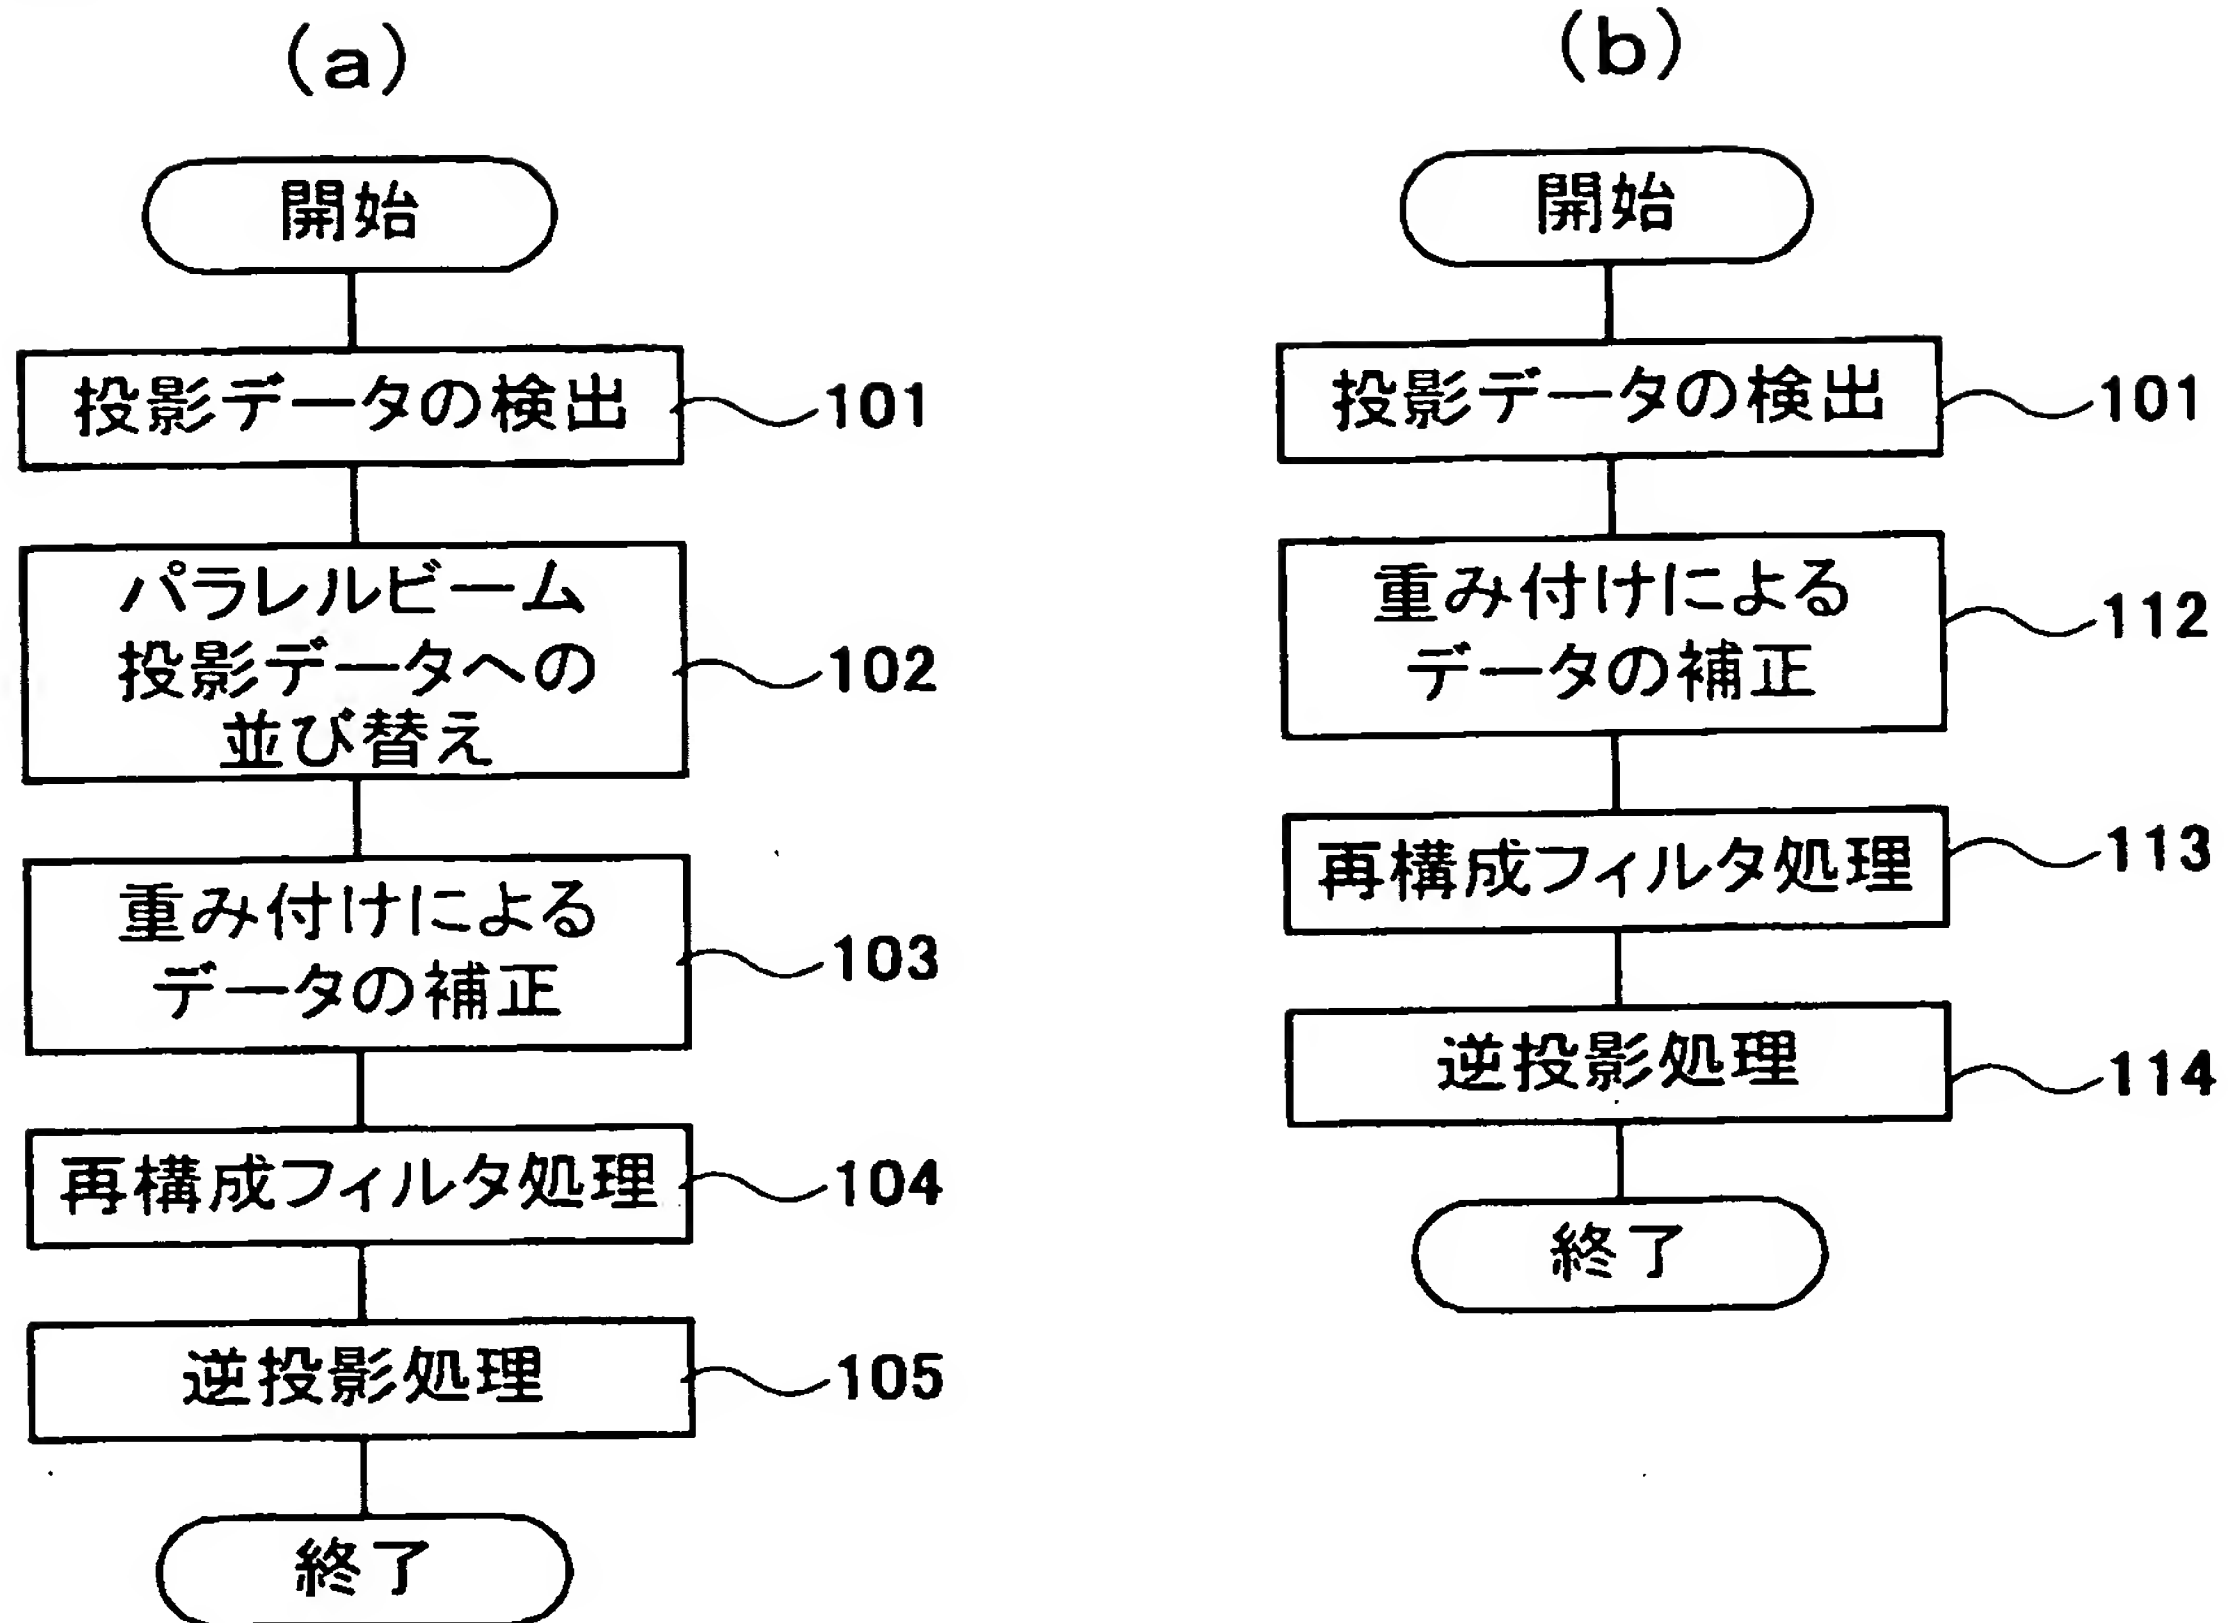 (a)
開始
投影データの検出
101
パラレルビーム
投影データへの
並び替え
102
重み付けによる
データの補正
103
再構成フィルタ処理
104
逆投影処理
105
終了
(b)
開始
投影データの検出
101
重み付けによる
データの補正
112
再構成フィルタ処理
113
逆投影処理
114
終了